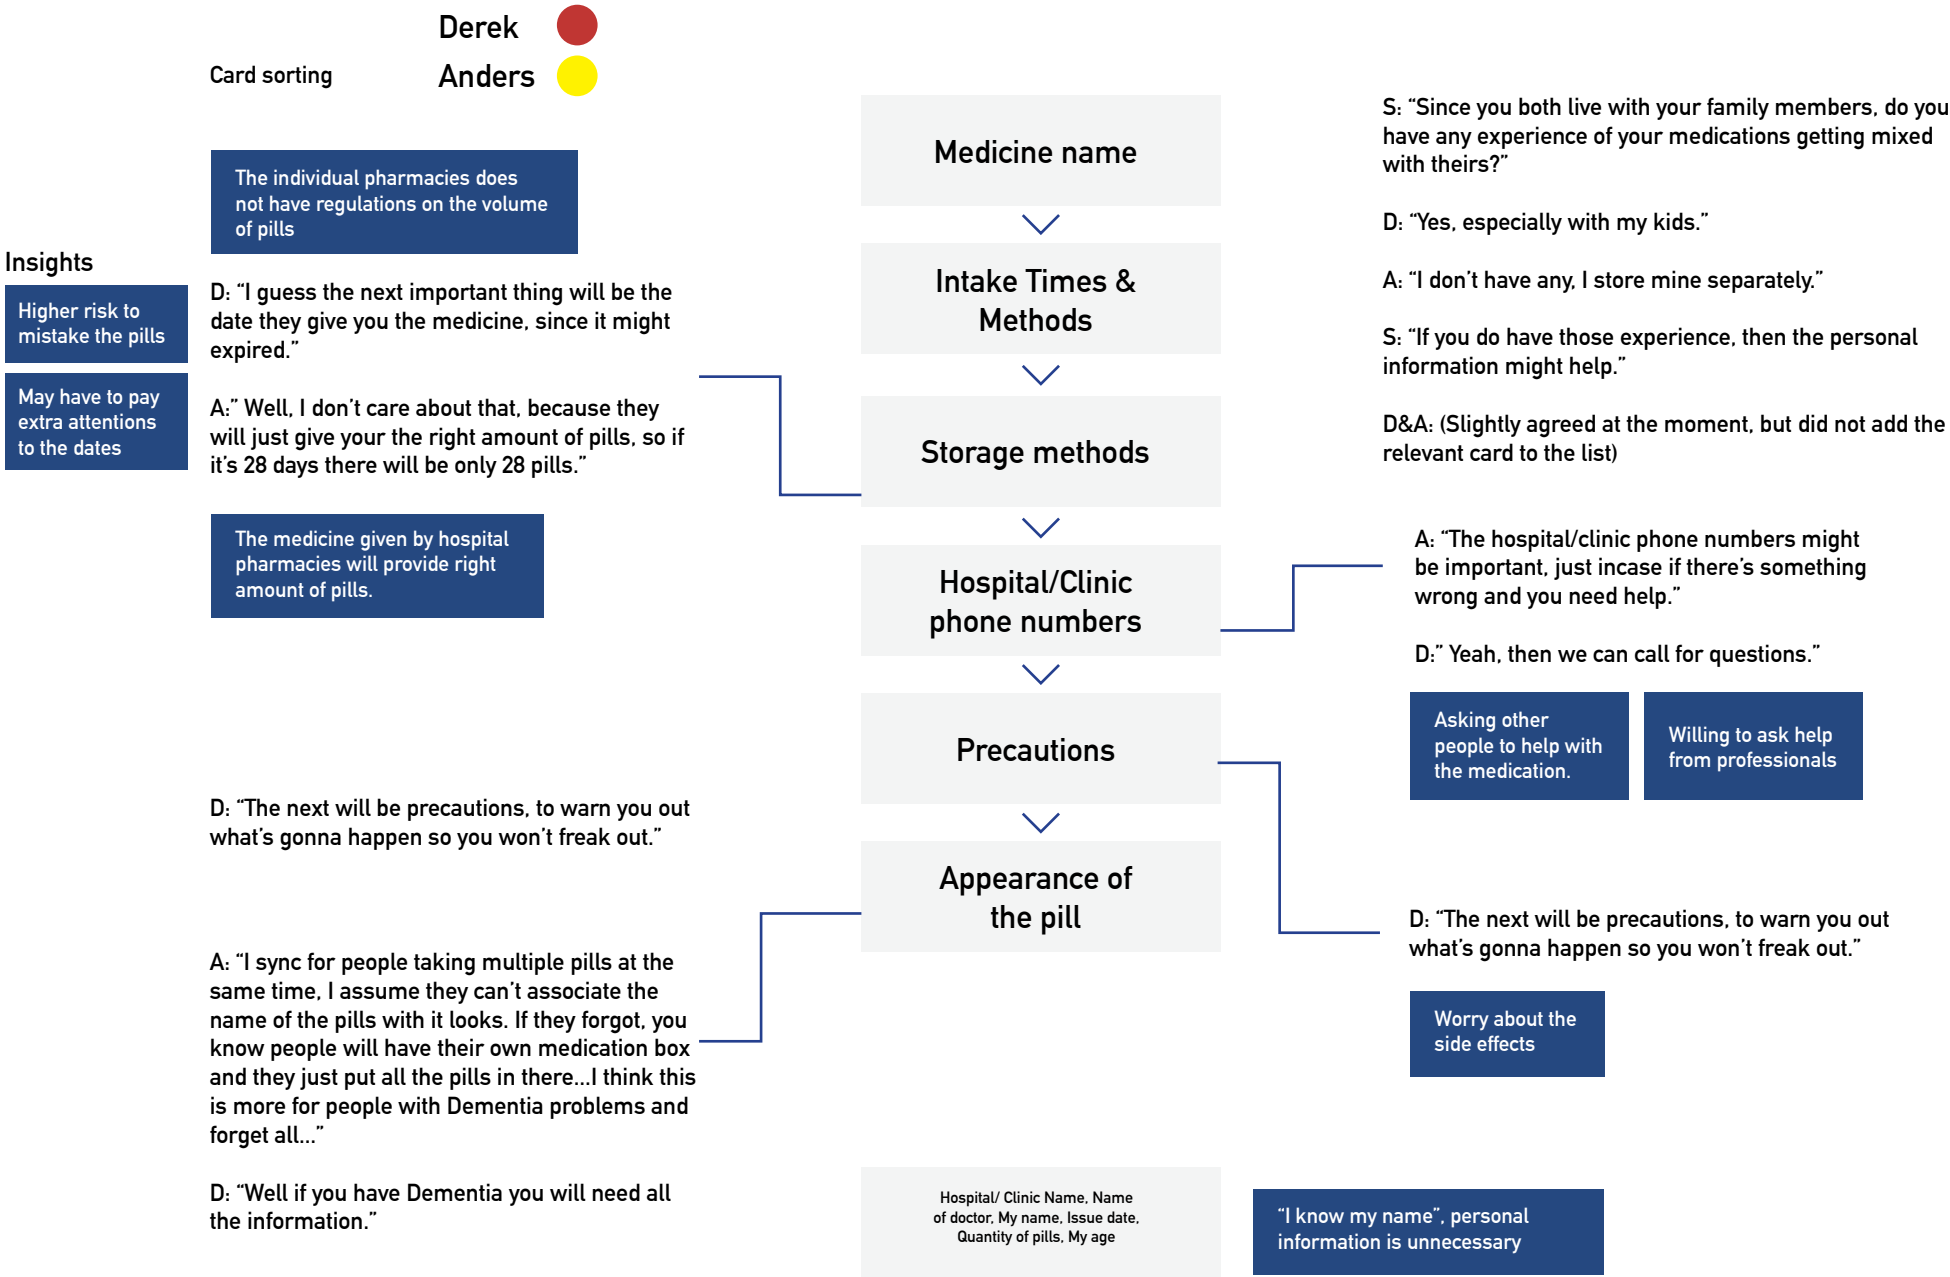 Derek
Card sorting
Anders
The individual pharmacies does
not have regulations on the volume
of pills
Insights
Higher risk to
mistake the pills
May have to pay
extra attentions
to the dates
D: “I guess the next important thing will be the
date they give you the medicine, since it might
expired.”
A:” Well, I don’t care about that, because they
will just give your the right amount of pills, so if
it’s 28 days there will be only 28 pills.”
The medicine given by hospital
pharmacies will provide right
amount of pills.
D: “The next will be precautions, to warn you out
what’s gonna happen so you won’t freak out.”
A: “I sync for people taking multiple pills at the
same time, I assume they can’t associate the
name of the pills with it looks. If they forgot, you
know people will have their own medication box
and they just put all the pills in there...I think this
is more for people with Dementia problems and
forget all...”
D: “Well if you have Dementia you will need all
the information.”
Medicine name
Intake Times &
Methods
Storage methods
Hospital/Clinic
phone numbers
Precautions
Appearance of
the pill
Hospital/ Clinic Name, Name
of doctor, My name, Issue date,
Quantity of pills, My age
S: “Since you both live with your family members, do you
have any experience of your medications getting mixed
with theirs?”
D: “Yes, especially with my kids.”
A: “I don’t have any, I store mine separately.”
S: “If you do have those experience, then the personal
information might help.”
D&A: (Slightly agreed at the moment, but did not add the
relevant card to the list)
A: “The hospital/clinic phone numbers might
be important, just incase if there’s something
wrong and you need help.”
D:” Yeah, then we can call for questions.”
Asking other
people to help with
the medication.
Willing to ask help
from professionals
D: “The next will be precautions, to warn you out
what’s gonna happen so you won’t freak out.”
Worry about the
side effects
“I know my name”, personal
information is unnecessary